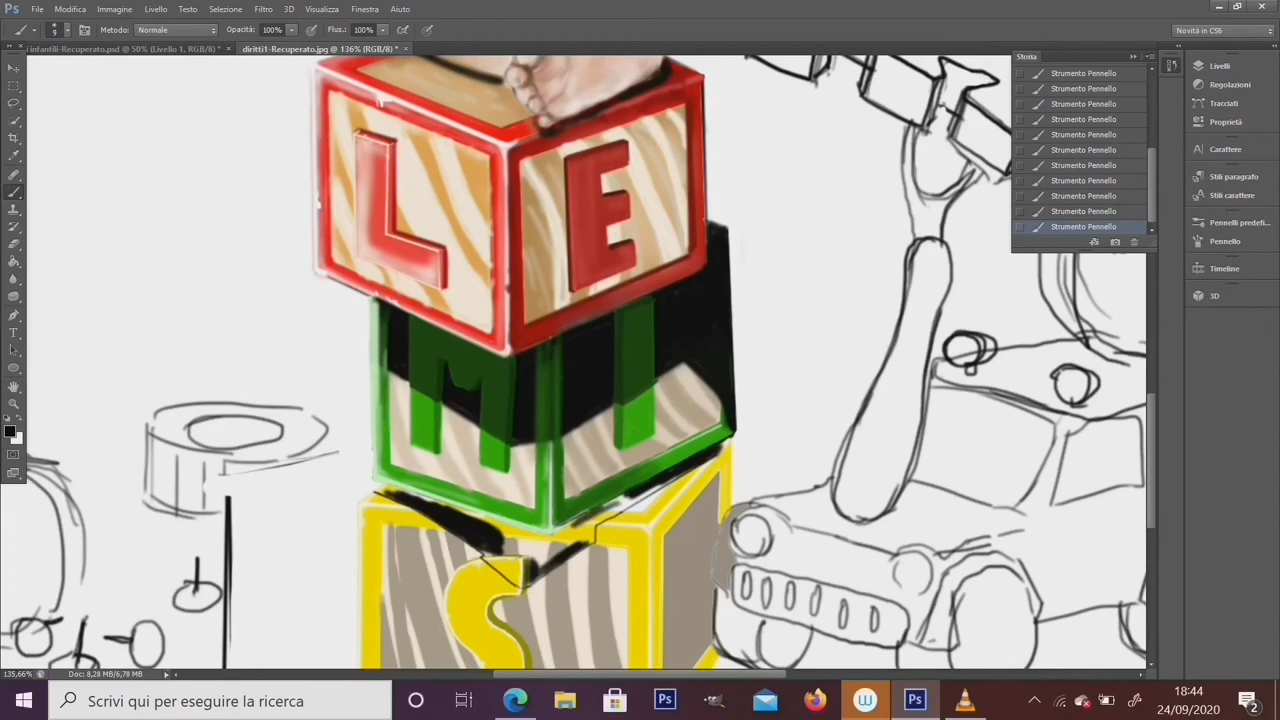 Ps File Modifica Immagine Livello Testo Selezione Filtro 3D Visualizza Finestra Aiuto
9 Metodo: Normale Opacità: 100% Flus.: 100% Novità in CS6
infantili-Recuperato.psd @ 50% (Livello 1, RGB/8) * × diritti1-Recuperato.jpg @ 136% (RGB/8) * ×
Storia
Strumento Pennello
Strumento Pennello
Strumento Pennello
Strumento Pennello
Strumento Pennello
Strumento Pennello
Strumento Pennello
Strumento Pennello
Strumento Pennello
Strumento Pennello
Strumento Pennello
Livelli
Regolazioni
Tracciati
Proprietà
Carattere
Stili paragrafo
Stili carattere
Pennelli predefi...
Pennello
Timeline
3D
L E
M I
S
135,66% Doc: 8,28 MB/6,78 MB
Scrivi qui per eseguire la ricerca
Ps W Ps
18:44
24/09/2020
2